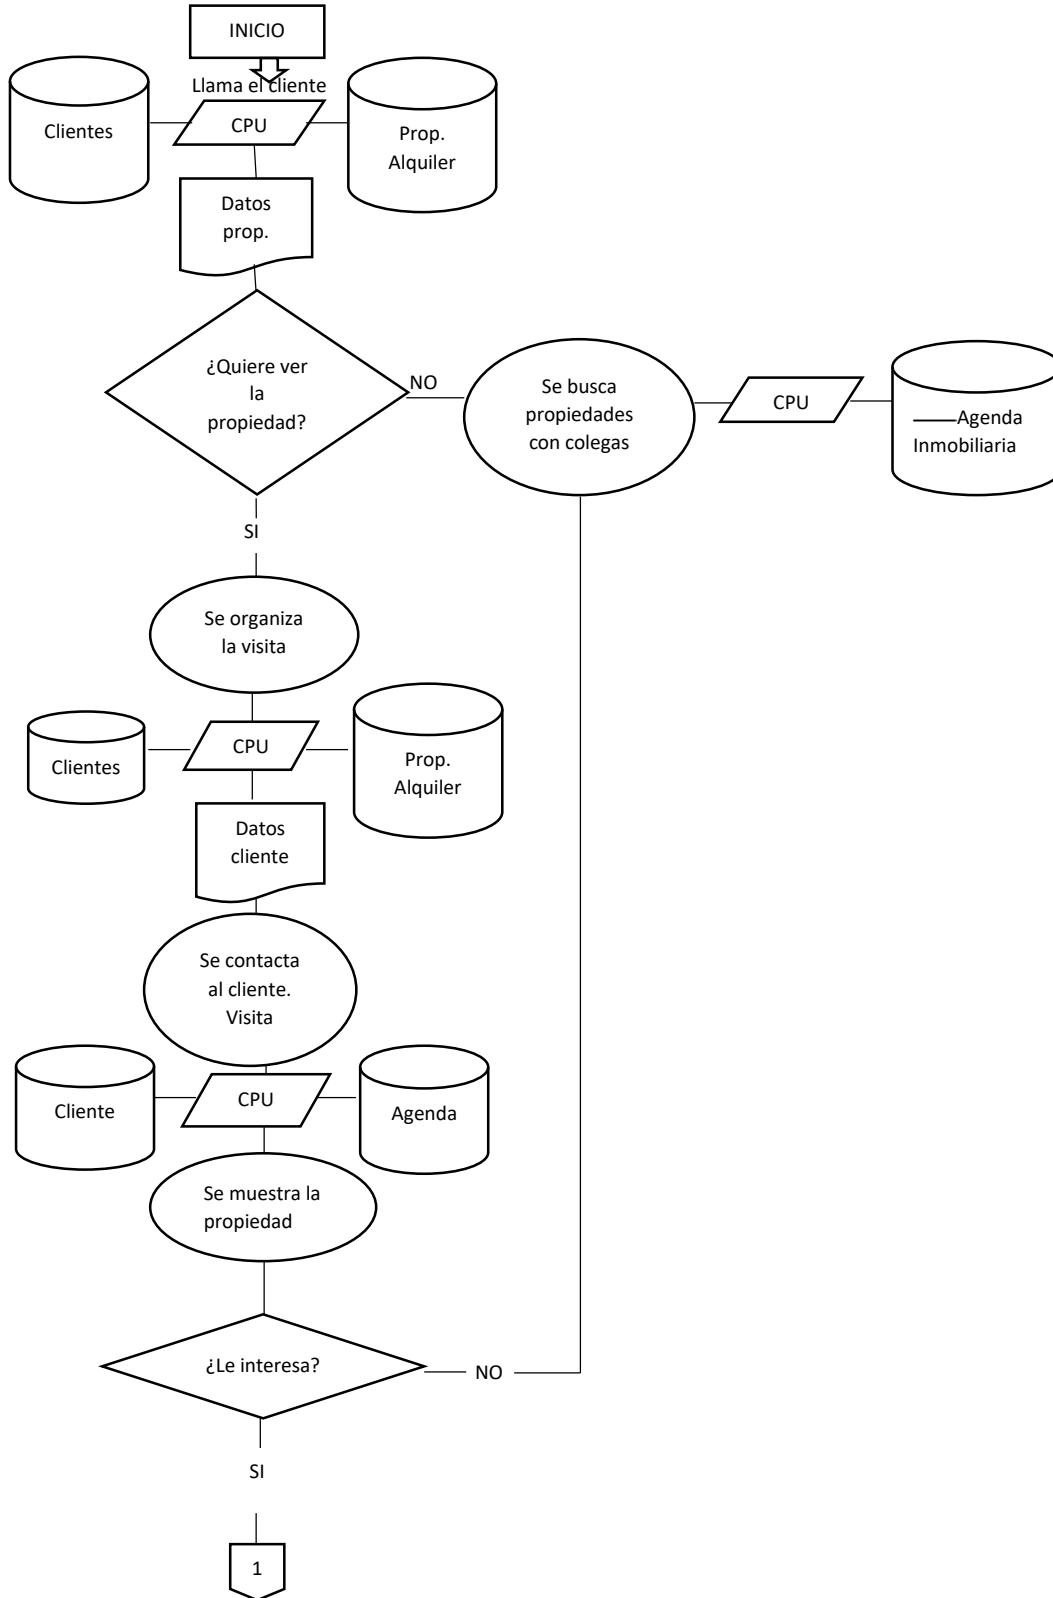 INICIO
Llama el cliente
Clientes
CPU
Prop.
Alquiler
Datos
prop.
¿Quiere ver
la
propiedad?
NO
Se busca
propiedades
con colegas
CPU
Agenda
Inmobiliaria
SI
Se organiza
la visita
Clientes
CPU
Prop.
Alquiler
Datos
cliente
Se contacta
al cliente.
Visita
Cliente
CPU
Agenda
Se muestra la
propiedad
¿Le interesa?
NO
SI
1